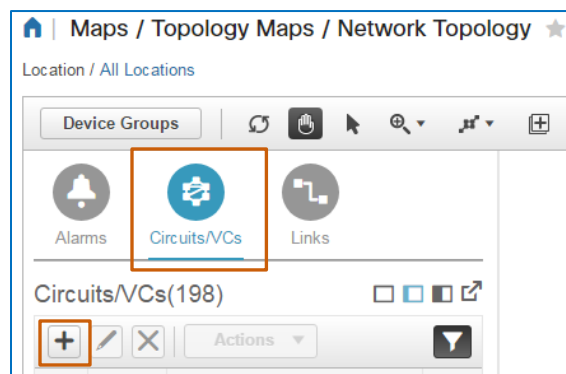 Maps / Topology Maps / Network Topology
Location / All Locations
Device Groups
Alarms Circuits/VCs Links
Circuits/VCs(198)
Actions